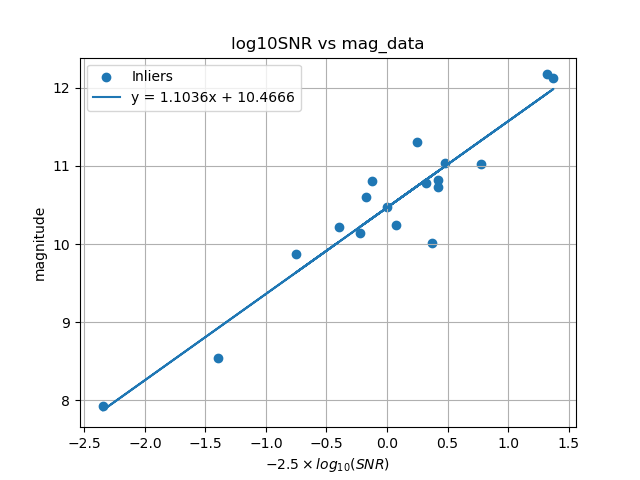 log10SNR vs mag_data
Inliers
y = 1.1036x + 10.4666
12
11
10
9
8
magnitude
−2.5 −2.0 −1.5 −1.0 −0.5 0.0 0.5 1.0 1.5
−2.5 × log₁₀(SNR)